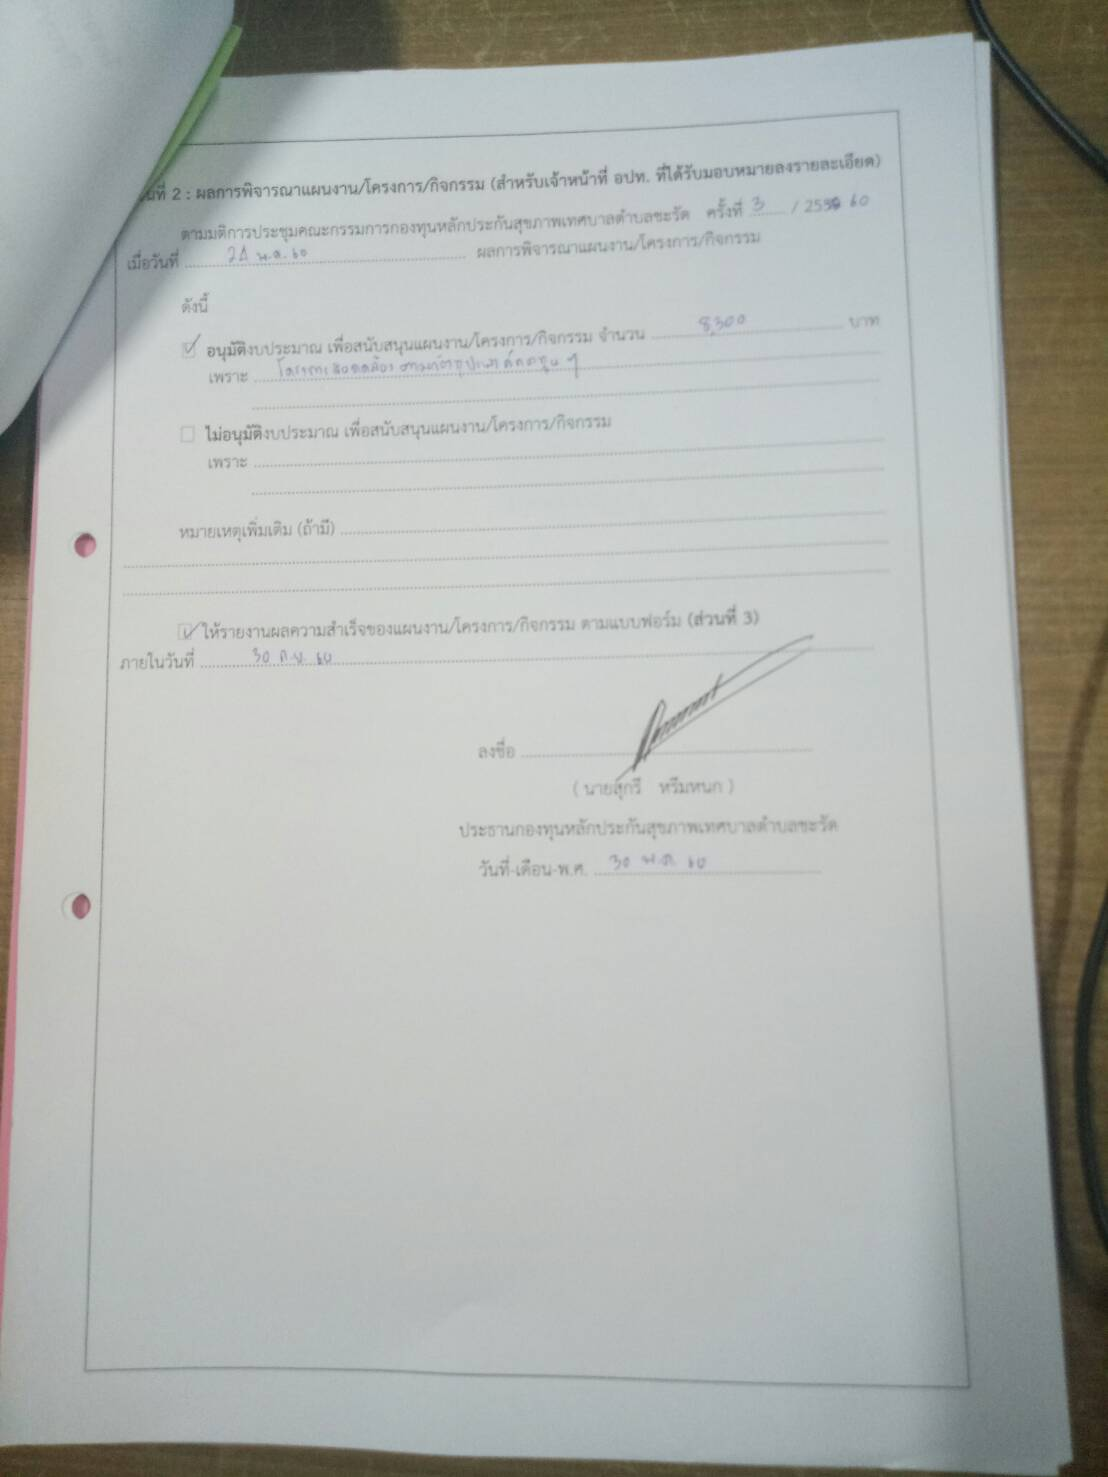 นที่ 2 : ผลการพิจารณาแผนงาน/โครงการ/กิจกรรม (สำหรับเจ้าหน้าที่ อปท. ที่ได้รับมอบหมายลงรายละเอียด)
ตามมติการประชุมคณะกรรมการกองทุนหลักประกันสุขภาพเทศบาลตำบลชะรัด ครั้งที่ 3 / 255 60
เมื่อวันที่ 24 พ.ค. 60 ผลการพิจารณาแผนงาน/โครงการ/กิจกรรม
ดังนี้
อนุมัติงบประมาณ เพื่อสนับสนุนแผนงาน/โครงการ/กิจกรรม จำนวน 8,300 บาท
เพราะ โครงการสอดคล้อง
ไม่อนุมัติงบประมาณ เพื่อสนับสนุนแผนงาน/โครงการ/กิจกรรม
เพราะ
หมายเหตุเพิ่มเติม (ถ้ามี)
ให้รายงานผลความสำเร็จของแผนงาน/โครงการ/กิจกรรม ตามแบบฟอร์ม (ส่วนที่ 3)
ภายในวันที่ 30 ก.ย. 60
ลงชื่อ
( นายสุกรี หรีมหนก )
ประธานกองทุนหลักประกันสุขภาพเทศบาลตำบลชะรัด
วันที่-เดือน-พ.ศ. 30 พ.ค. 60